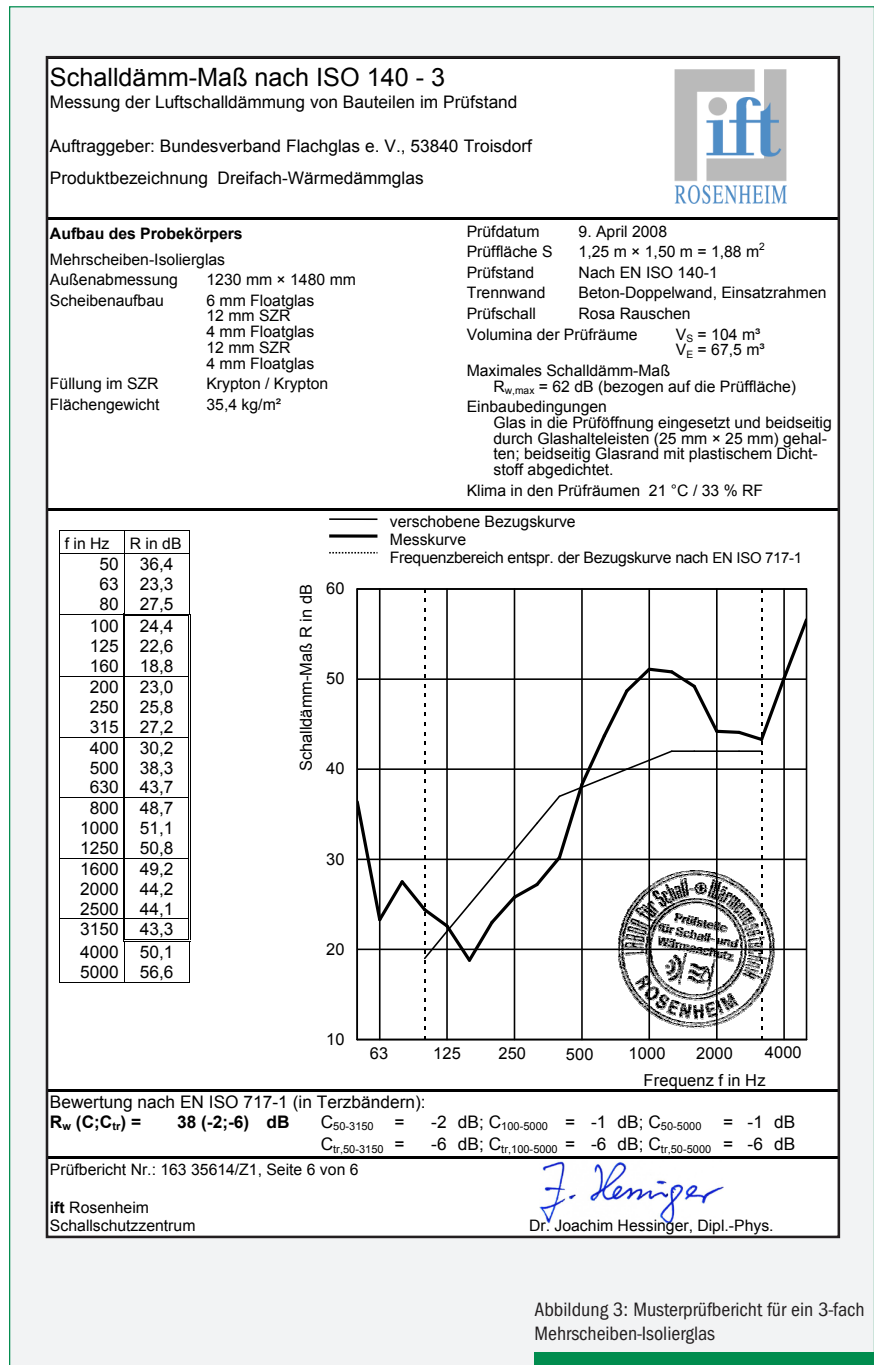 Schalldämm-Maß nach ISO 140 - 3
Messung der Luftschalldämmung von Bauteilen im Prüfstand
Auftraggeber: Bundesverband Flachglas e. V., 53840 Troisdorf
Produktbezeichnung Dreifach-Wärmedämmglas
ift
ROSENHEIM
Aufbau des Probekörpers
Mehrscheiben-Isolierglas
Außenabmessung 1230 mm × 1480 mm
Scheibenaufbau 6 mm Floatglas
12 mm SZR
4 mm Floatglas
12 mm SZR
4 mm Floatglas
Füllung im SZR Krypton / Krypton
Flächengewicht 35,4 kg/m²
Prüfdatum 9. April 2008
Prüffläche S 1,25 m × 1,50 m = 1,88 m²
Prüfstand Nach EN ISO 140-1
Trennwand Beton-Doppelwand, Einsatzrahmen
Prüfschall Rosa Rauschen
Volumina der Prüfräume V_S = 104 m³
V_E = 67,5 m³
Maximales Schalldämm-Maß
R_w,max = 62 dB (bezogen auf die Prüffläche)
Einbaubedingungen
Glas in die Prüföffnung eingesetzt und beidseitig
durch Glashalteleisten (25 mm × 25 mm) gehal-
ten; beidseitig Glasrand mit plastischem Dicht-
stoff abgedichtet.
Klima in den Prüfräumen 21 °C / 33 % RF
f in Hz R in dB
50 36,4
63 23,3
80 27,5
100 24,4
125 22,6
160 18,8
200 23,0
250 25,8
315 27,2
400 30,2
500 38,3
630 43,7
800 48,7
1000 51,1
1250 50,8
1600 49,2
2000 44,2
2500 44,1
3150 43,3
4000 50,1
5000 56,6
verschobene Bezugskurve
Messkurve
Frequenzbereich entspr. der Bezugskurve nach EN ISO 717-1
Schalldämm-Maß R in dB
60
50
40
30
20
10
63 125 250 500 1000 2000 4000
Frequenz f in Hz
Labor für Schall- Wärmemesstechnik
ROSENHEIM
Prüfstelle
für Schall- und
Wärmeschutz
Bewertung nach EN ISO 717-1 (in Terzbändern):
R_w (C;C_tr) = 38 (-2;-6) dB C_50-3150 = -2 dB; C_100-5000 = -1 dB; C_50-5000 = -1 dB
C_tr,50-3150 = -6 dB; C_tr,100-5000 = -6 dB; C_tr,50-5000 = -6 dB
Prüfbericht Nr.: 163 35614/Z1, Seite 6 von 6
ift Rosenheim
Schallschutzzentrum
J. Hessinger
Dr. Joachim Hessinger, Dipl.-Phys.
Abbildung 3: Musterprüfbericht für ein 3-fach
Mehrscheiben-Isolierglas